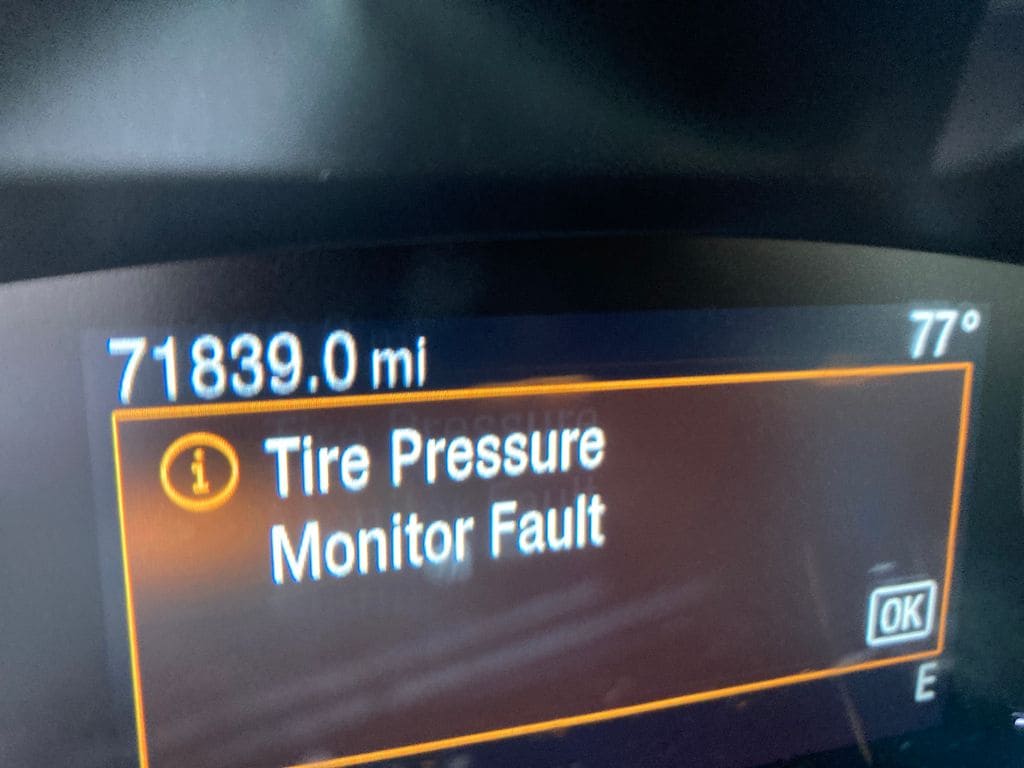 71839.0 mi 77°
i Tire Pressure
Monitor Fault
OK
E